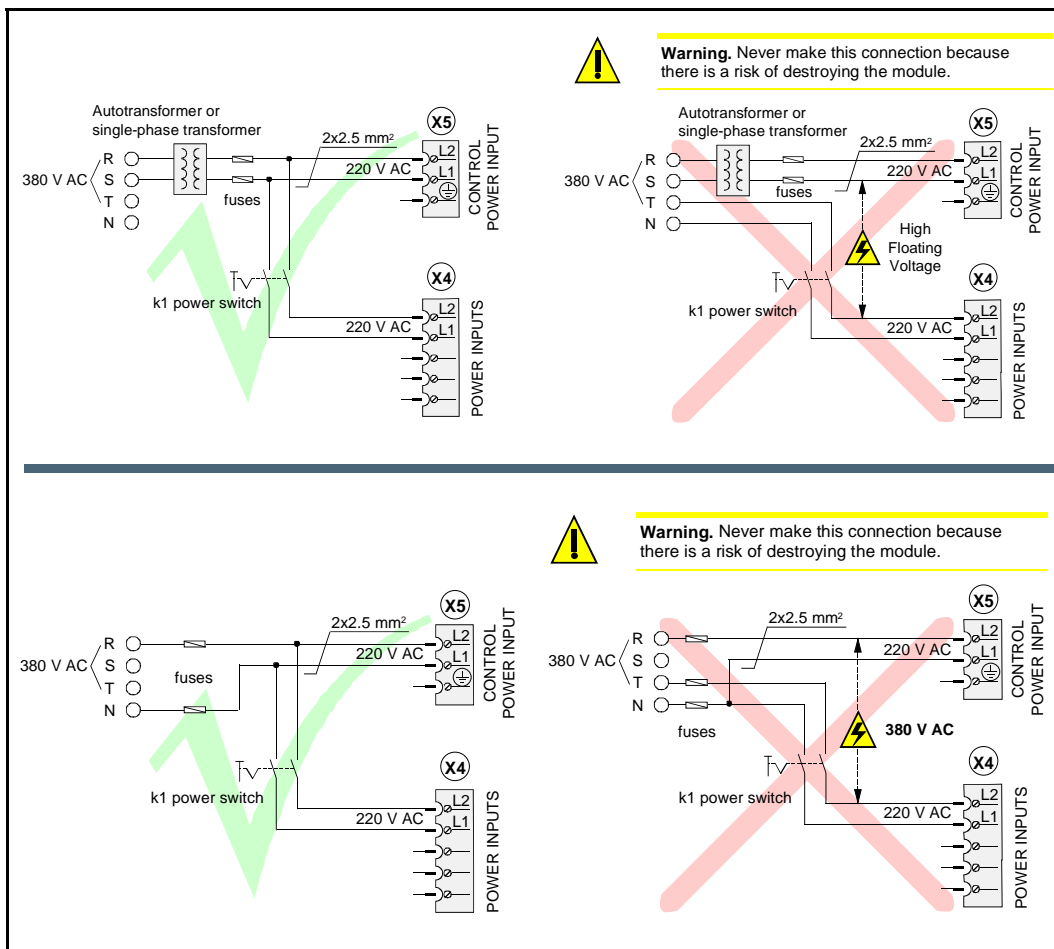 Warning. Never make this connection because
there is a risk of destroying the module.
Autotransformer or
single-phase transformer
2x2.5 mm²
X5
R
S
T
N
380 V AC
220 V AC
fuses
L2
L1
CONTROL
POWER INPUT
k1 power switch
X4
220 V AC
L2
L1
POWER INPUTS
Autotransformer or
single-phase transformer
2x2.5 mm²
X5
R
S
T
N
380 V AC
220 V AC
fuses
L2
L1
CONTROL
POWER INPUT
High
Floating
Voltage
k1 power switch
X4
220 V AC
L2
L1
POWER INPUTS
Warning. Never make this connection because
there is a risk of destroying the module.
2x2.5 mm²
X5
R
S
T
N
380 V AC
220 V AC
fuses
L2
L1
CONTROL
POWER INPUT
k1 power switch
X4
220 V AC
L2
L1
POWER INPUTS
2x2.5 mm²
X5
R
S
T
N
380 V AC
220 V AC
fuses
L2
L1
CONTROL
POWER INPUT
380 V AC
k1 power switch
X4
220 V AC
L2
L1
POWER INPUTS